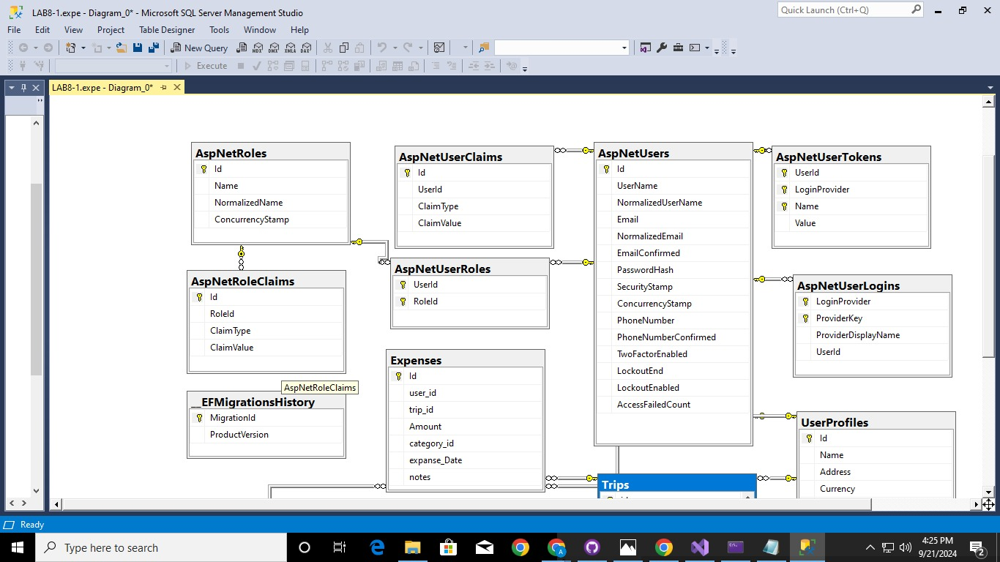 LAB8-1.expe - Diagram_0* - Microsoft SQL Server Management Studio
Quick Launch (Ctrl+Q)
File Edit View Project Table Designer Tools Window Help
New Query
MDX DMX XMLA DAX
Execute
LAB8-1.expe - Diagram_0*
AspNetRoles
Id
Name
NormalizedName
ConcurrencyStamp
AspNetUserClaims
Id
UserId
ClaimType
ClaimValue
AspNetUsers
Id
UserName
NormalizedUserName
Email
NormalizedEmail
EmailConfirmed
PasswordHash
SecurityStamp
ConcurrencyStamp
PhoneNumber
PhoneNumberConfirmed
TwoFactorEnabled
LockoutEnd
LockoutEnabled
AccessFailedCount
AspNetUserTokens
UserId
LoginProvider
Name
Value
AspNetUserRoles
UserId
RoleId
AspNetRoleClaims
Id
RoleId
ClaimType
ClaimValue
AspNetUserLogins
LoginProvider
ProviderKey
ProviderDisplayName
UserId
Expenses
Id
user_id
trip_id
Amount
category_id
expanse_Date
notes
AspNetRoleClaims
__EFMigrationsHistory
MigrationId
ProductVersion
UserProfiles
Id
Name
Address
Currency
Trips
Ready
Type here to search
4:25 PM
9/21/2024
2